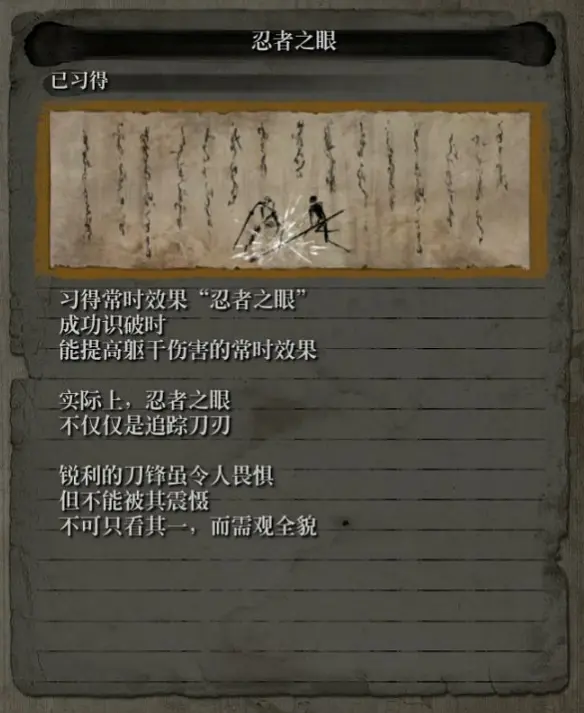 忍者之眼
已习得
习得常时效果“忍者之眼”
成功识破时
能提高躯干伤害的常时效果
实际上，忍者之眼
不仅仅是追踪刀刃
锐利的刀锋虽令人畏惧
但不能被其震慑
不可只看其一，而需观全貌